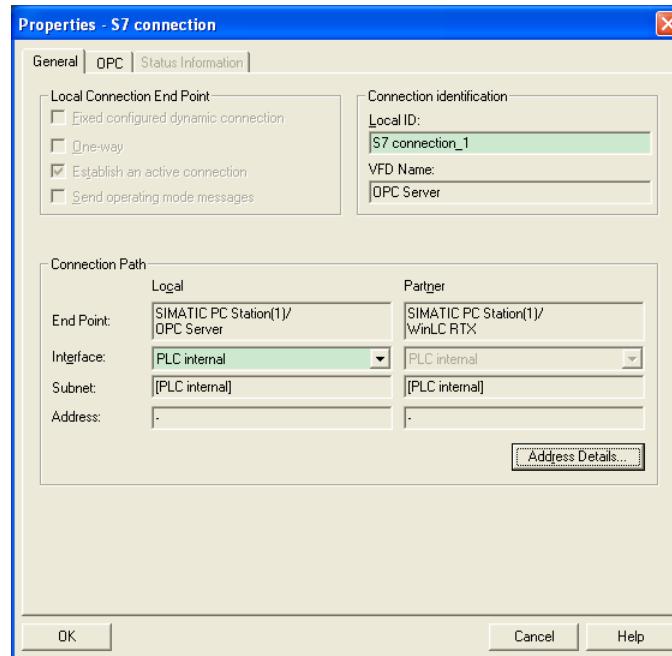 Properties - S7 connection
General
OPC
Status Information
Local Connection End Point
Fixed configured dynamic connection
One-way
Establish an active connection
Send operating mode messages
Connection identification
Local ID:
S7 connection_1
VFD Name:
OPC Server
Connection Path
Local
Partner
End Point:
SIMATIC PC Station(1)/
OPC Server
SIMATIC PC Station(1)/
WinLC RTX
Interface:
PLC internal
PLC internal
Subnet:
[PLC internal]
[PLC internal]
Address:
-
-
Address Details...
OK
Cancel
Help